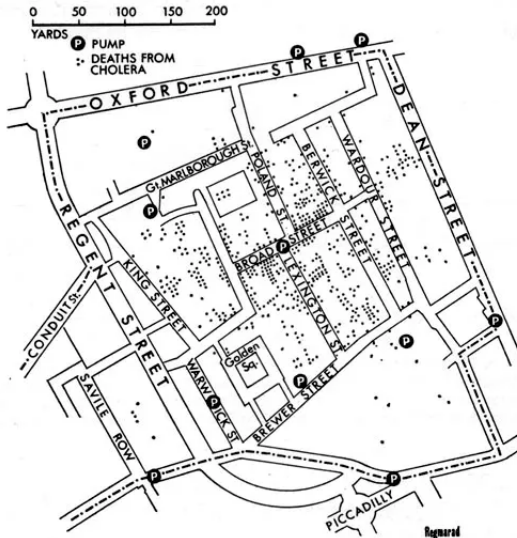 0 50 100 150 200
YARDS
P PUMP
DEATHS FROM
CHOLERA
P
P
OXFORD STREET
DEAN STREET
P
Gt. MARLBOROUGH St.
POLAND ST.
BERWICK STREET
WARDOUR STREET
P
REGENT STREET
KING STREET
BROAD STREET
P
LEXINGTON ST.
CONDUIT St.
P
P
Golden
Sq.
SAVILE ROW
WARWICK ST.
P
P
BREWER STREET
P
P
PICCADILLY
Regmarad